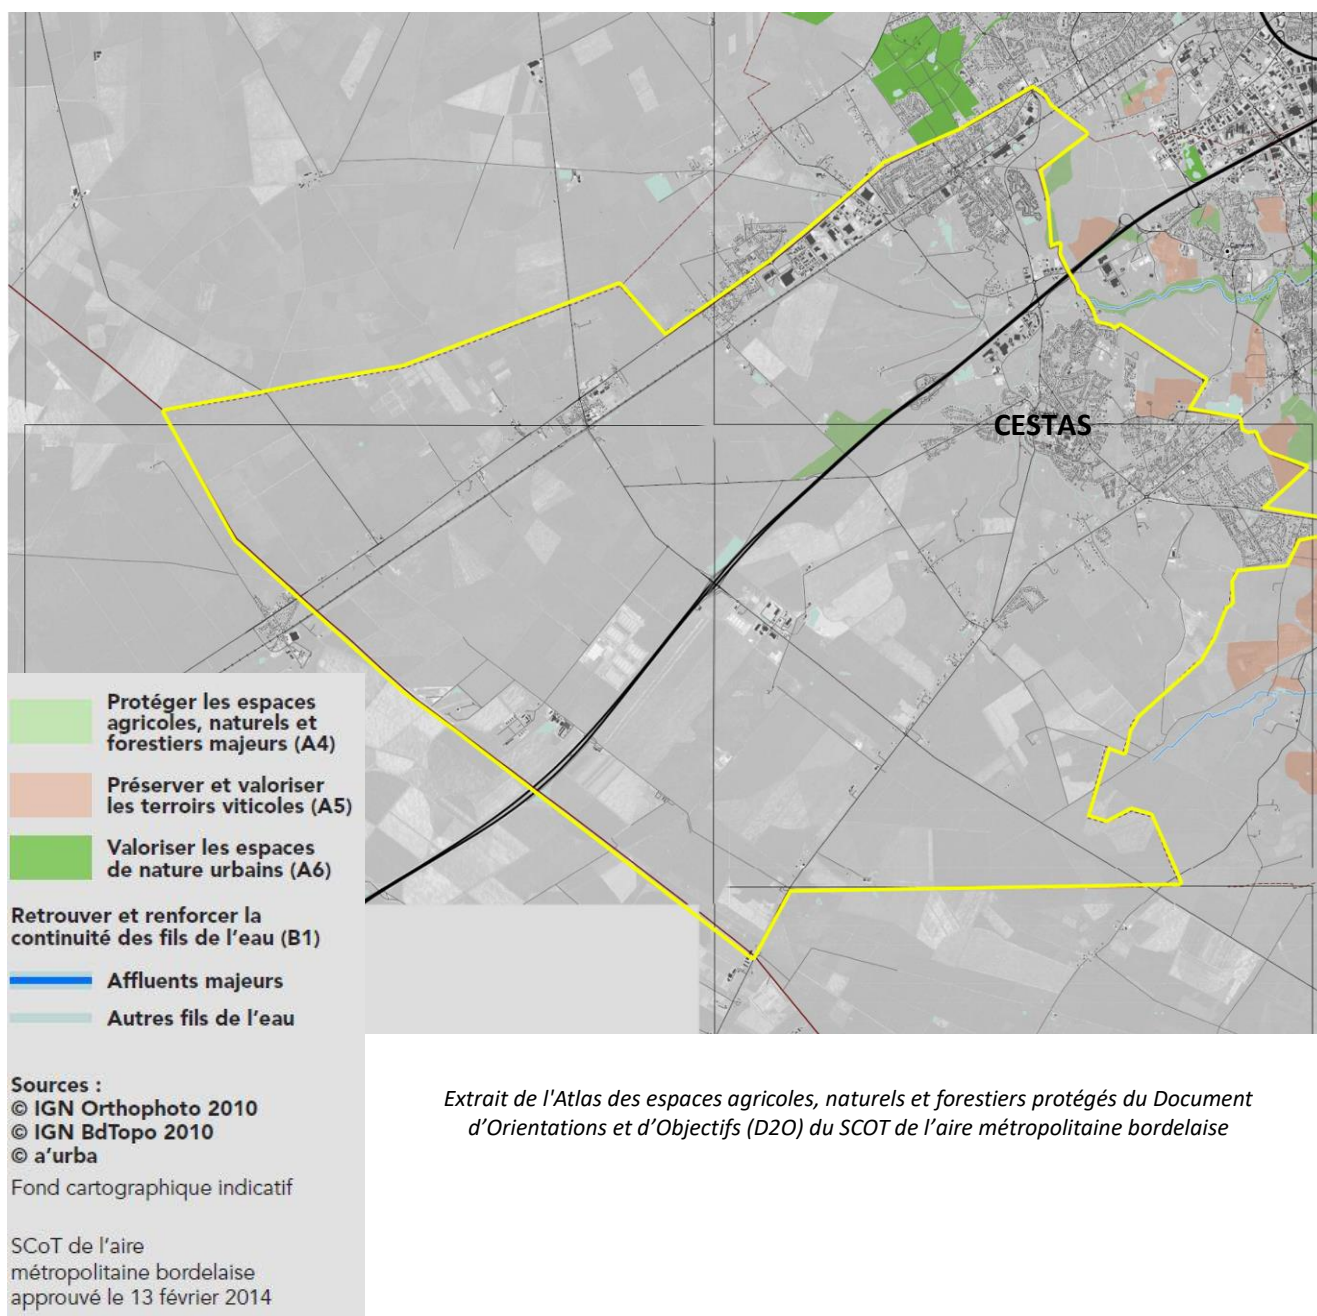 CESTAS
Protéger les espaces
agricoles, naturels et
forestiers majeurs (A4)
Préserver et valoriser
les terroirs viticoles (A5)
Valoriser les espaces
de nature urbains (A6)
Retrouver et renforcer la
continuité des fils de l'eau (B1)
Affluents majeurs
Autres fils de l'eau
Sources :
© IGN Orthophoto 2010
© IGN BdTopo 2010
© a'urba
Fond cartographique indicatif
SCoT de l'aire
métropolitaine bordelaise
approuvé le 13 février 2014
Extrait de l'Atlas des espaces agricoles, naturels et forestiers protégés du Document
d’Orientations et d’Objectifs (D2O) du SCOT de l’aire métropolitaine bordelaise